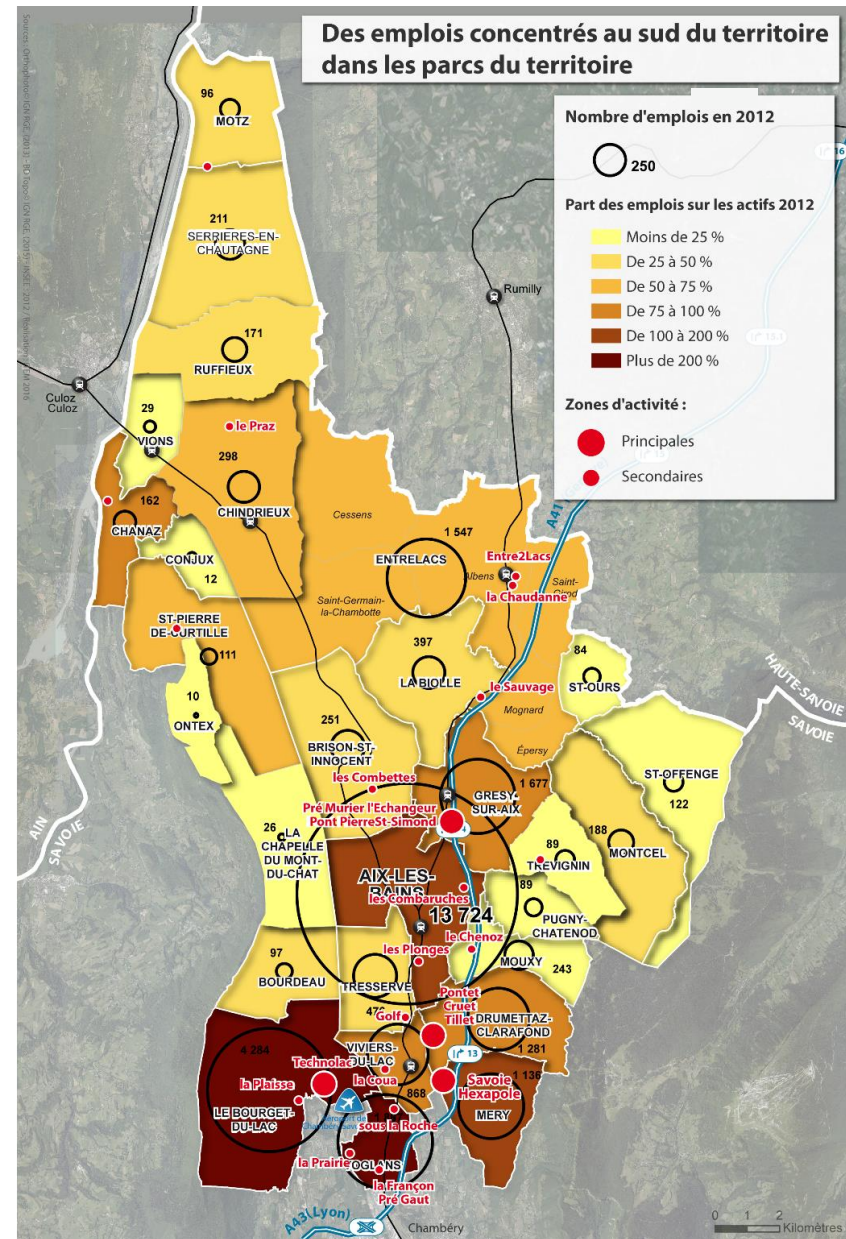 Des emplois concentrés au sud du territoire
dans les parcs du territoire
Nombre d'emplois en 2012
250
Part des emplois sur les actifs 2012
Moins de 25 %
De 25 à 50 %
De 50 à 75 %
De 75 à 100 %
De 100 à 200 %
Plus de 200 %
Zones d'activité :
Principales
Secondaires
96
MOTZ
211
SERRIÈRES-EN-
CHAUTAGNE
171
RUFFIEUX
Rumilly
Culoz
Culoz
29
VIONS
le Praz
298
CHINDRIEUX
162
CHANAZ
CONJUX
12
Cessens
1 547
ENTRELACS
Albens
Entre2Lacs
la Chaudanne
Saint-Germain-
la-Chambotte
Saint-
Girod
A41
ST-PIERRE
DE-CURTILLE
111
10
ONTEX
397
LA BIOLLE
84
ST-OURS
le Sauvage
Mognard
Épersy
HAUTE-SAVOIE
SAVOIE
251
BRISON-ST-
INNOCENT
les Combettes
ST-OFFENGE
122
GRESY-
SUR-AIX
1 677
Pré Murier l'Echangeur
Pont PierreSt-Simond
AIN
SAVOIE
26
LA
CHAPELLE
DU MONT-
DU-CHAT
188
MONTCEL
89
TREVIGNIN
AIX-LES-
BAINS
les Combaruches
13 724
89
PUGNY-
CHATENOD
le Chenoz
les Plonges
MOUXY
243
97
BOURDEAU
TRESSERVE
Pontet
Cruet
Tillet
Golf
DRUMETTAZ-
CLARAFOND
1 281
13
VIVIERS-
DU-LAC
la Coua
868
4 284
Technolac
la Plaisse
LE BOURGET-
DU-LAC
Savoie
Hexapole
1 136
MERY
sous la Roche
la Prairie
VOGLANS
la Françon
Pré Gaut
A43(Lyon)
Chambéry
0 1 2
Kilomètres